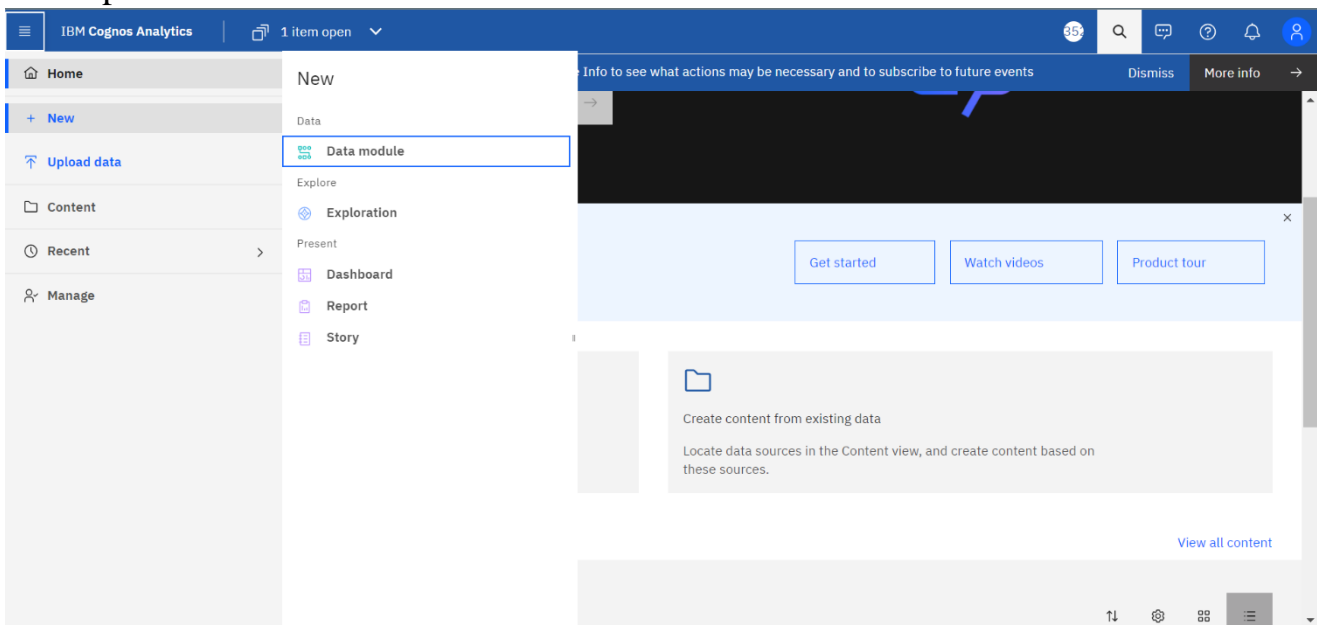 IBM Cognos Analytics
1 item open
352
Home
New
Upload data
Content
Recent
Manage
New
Data
Data module
Explore
Exploration
Present
Dashboard
Report
Story
Info to see what actions may be necessary and to subscribe to future events
Dismiss
More info
Get started
Watch videos
Product tour
Create content from existing data
Locate data sources in the Content view, and create content based on
these sources.
View all content